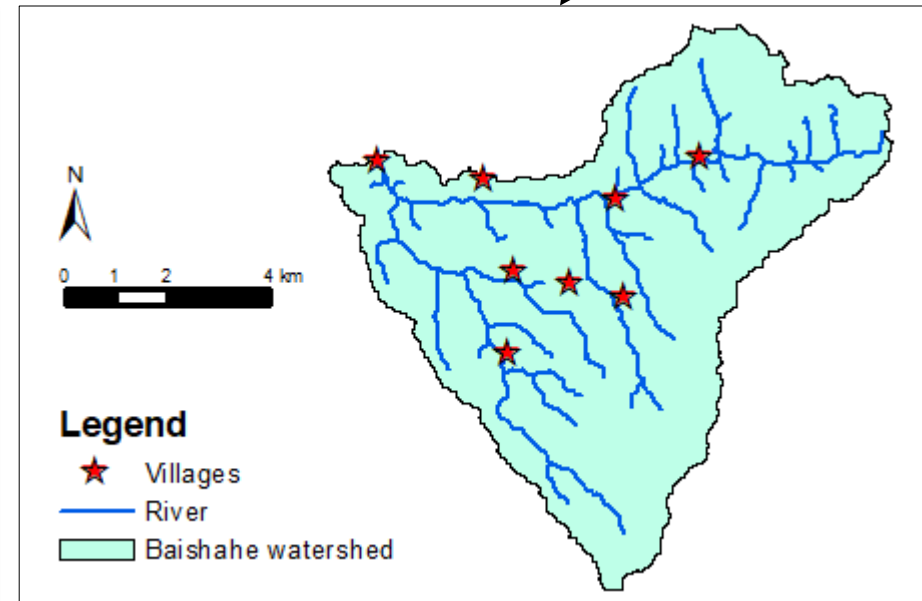 N
0 1 2 4 km
Legend
Villages
River
Baishahe watershed